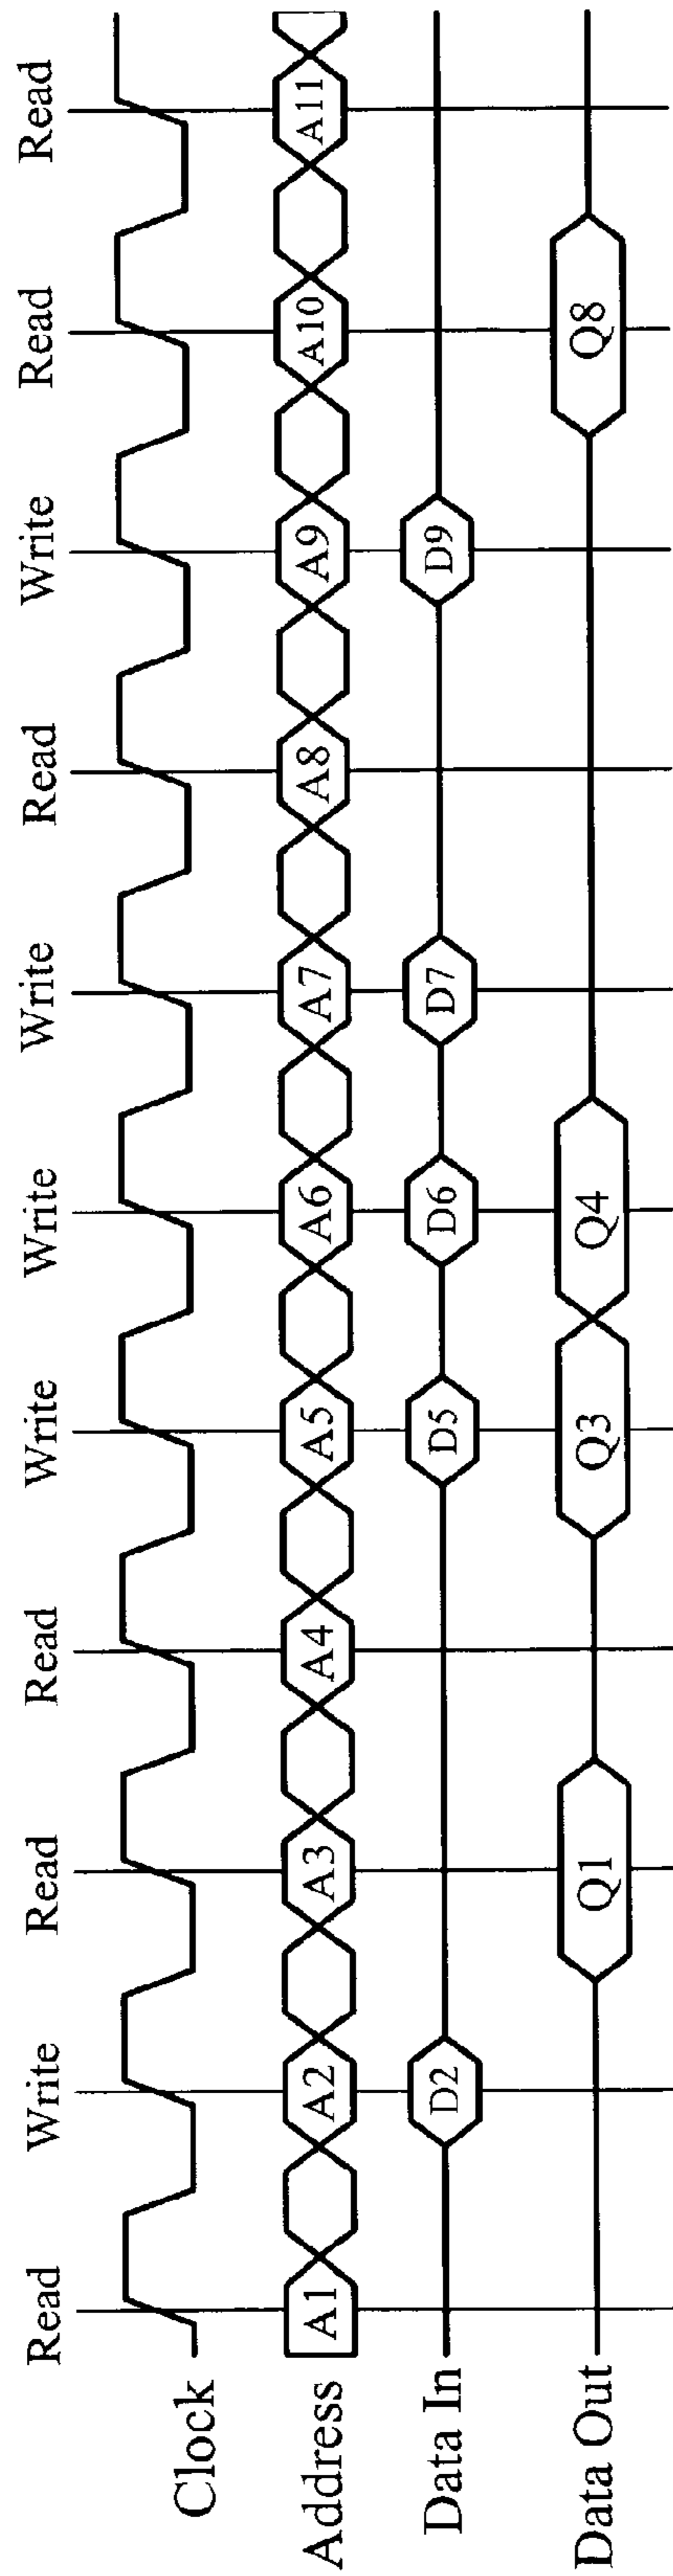 Read Write Read Read Write Write Write Read Write Read Read
Clock
Address A1 A2 A3 A4 A5 A6 A7 A8 A9 A10 A11
Data In D2 D5 D6 D7 D9
Data Out Q1 Q3 Q4 Q8